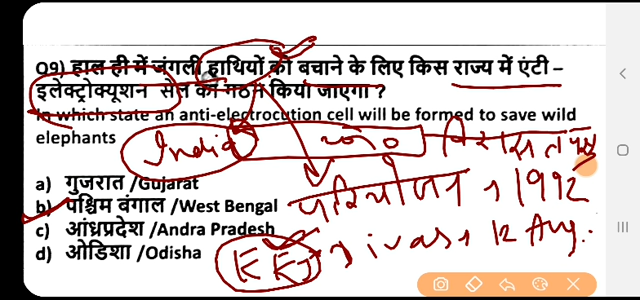 Q9) हाल ही में जंगली हाथियों को बचाने के लिए किस राज्य में एंटी –
इलेक्ट्रोक्यूशन सेल का गठन किया जाएगा ?
In which state an anti-electrocution cell will be formed to save wild
elephants
India
a) गुजरात /Gujarat
b) पश्चिम बंगाल /West Bengal
परियोजना 1992
c) आंध्रप्रदेश /Andra Pradesh
d) ओडिशा /Odisha
12 Aug.